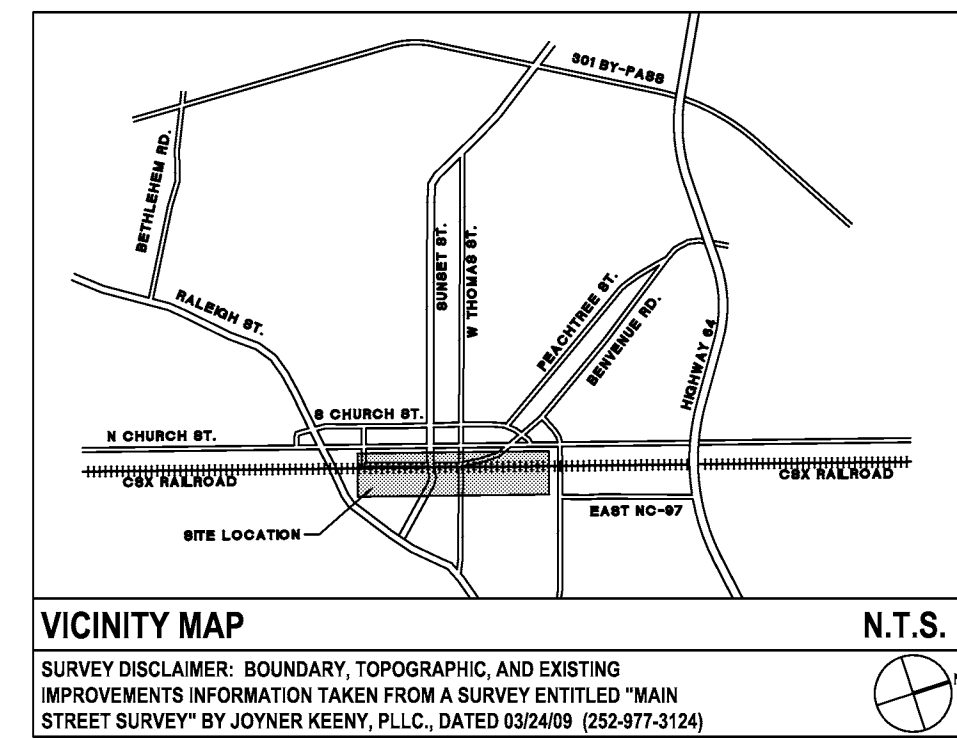 301 BY-PASS
BETHLEHEM RD.
SUNSET ST.
W THOMAS ST.
RALEIGH ST.
PEACHTREE ST.
BENVENUE RD.
HIGHWAY 64
S CHURCH ST.
N CHURCH ST.
CSX RAILROAD
CSX RAILROAD
EAST NC-97
SITE LOCATION
VICINITY MAP
N.T.S.
SURVEY DISCLAIMER: BOUNDARY, TOPOGRAPHIC, AND EXISTING
IMPROVEMENTS INFORMATION TAKEN FROM A SURVEY ENTITLED "MAIN
STREET SURVEY" BY JOYNER KEENY, PLLC., DATED 03/24/09 (252-977-3124)
N